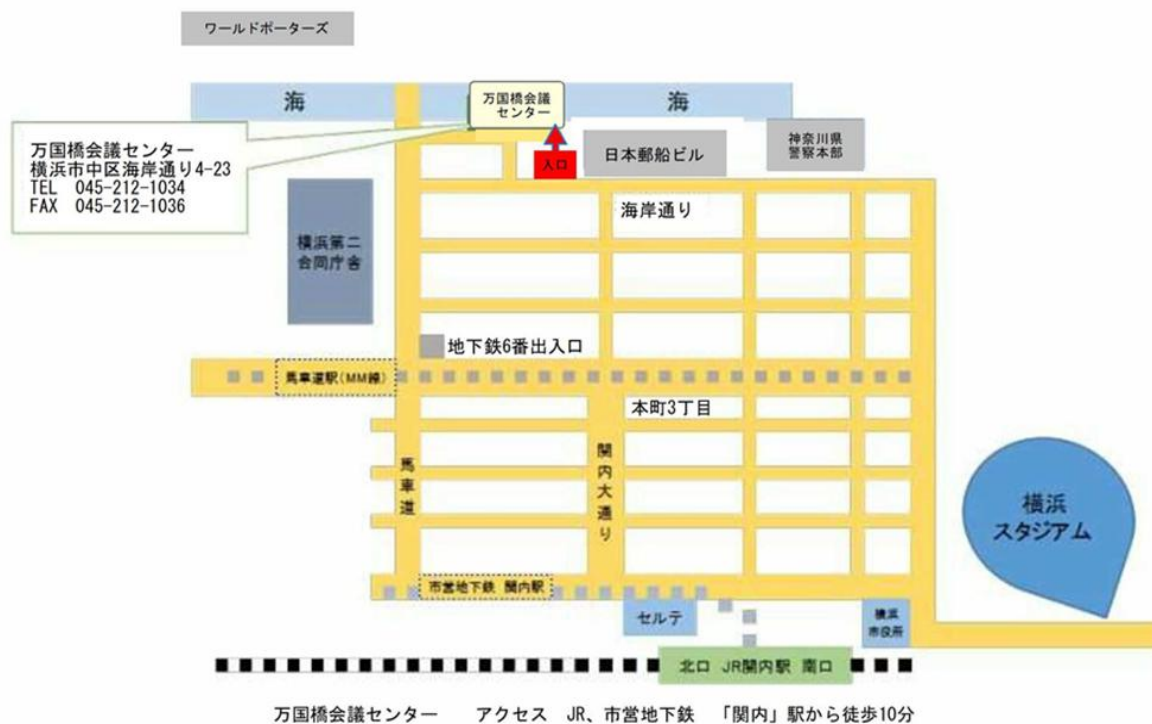 ワールドポーターズ
海
万国橋会議
センター
海
万国橋会議センター
横浜市中区海岸通り4-23
TEL 045-212-1034
FAX 045-212-1036
入口
日本郵船ビル
神奈川県
警察本部
海岸通り
横浜第二
合同庁舎
地下鉄6番出入口
馬車道駅(MM線)
本町3丁目
馬車道
関内大通り
横浜
スタジアム
市営地下鉄 関内駅
セルテ
横浜
市役所
北口 JR関内駅 南口
万国橋会議センター アクセス JR、市営地下鉄 「関内」駅から徒歩10分